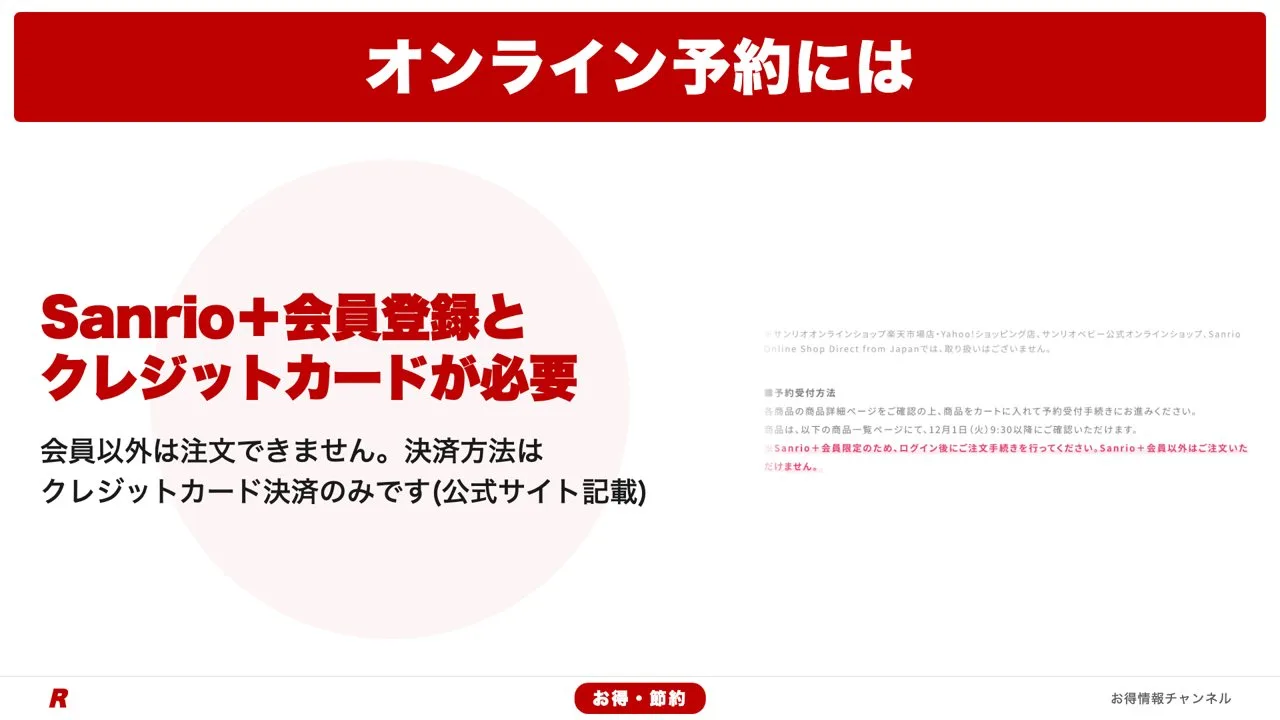 オンライン予約には
Sanrio+会員登録と
クレジットカードが必要
会員以外は注文できません。決済方法は
クレジットカード決済のみです(公式サイト記載)
※サンリオオンラインショップ楽天市場店・Yahoo!ショッピング店、サンリオベビー公式オンラインショップ、Sanrio
Online Shop Direct from Japanでは、取り扱いはございません。
■予約受付方法
各商品の商品詳細ページをご確認の上、商品をカートに入れて予約受付手続きにお進みください。
商品は、以下の商品一覧ページにて、12月1日(火)9:30以降にご確認いただけます。
※Sanrio+会員限定のため、ログイン後にご注文手続きを行ってください。Sanrio+会員以外はご注文いた
だけません。
R
お得・節約
お得情報チャンネル